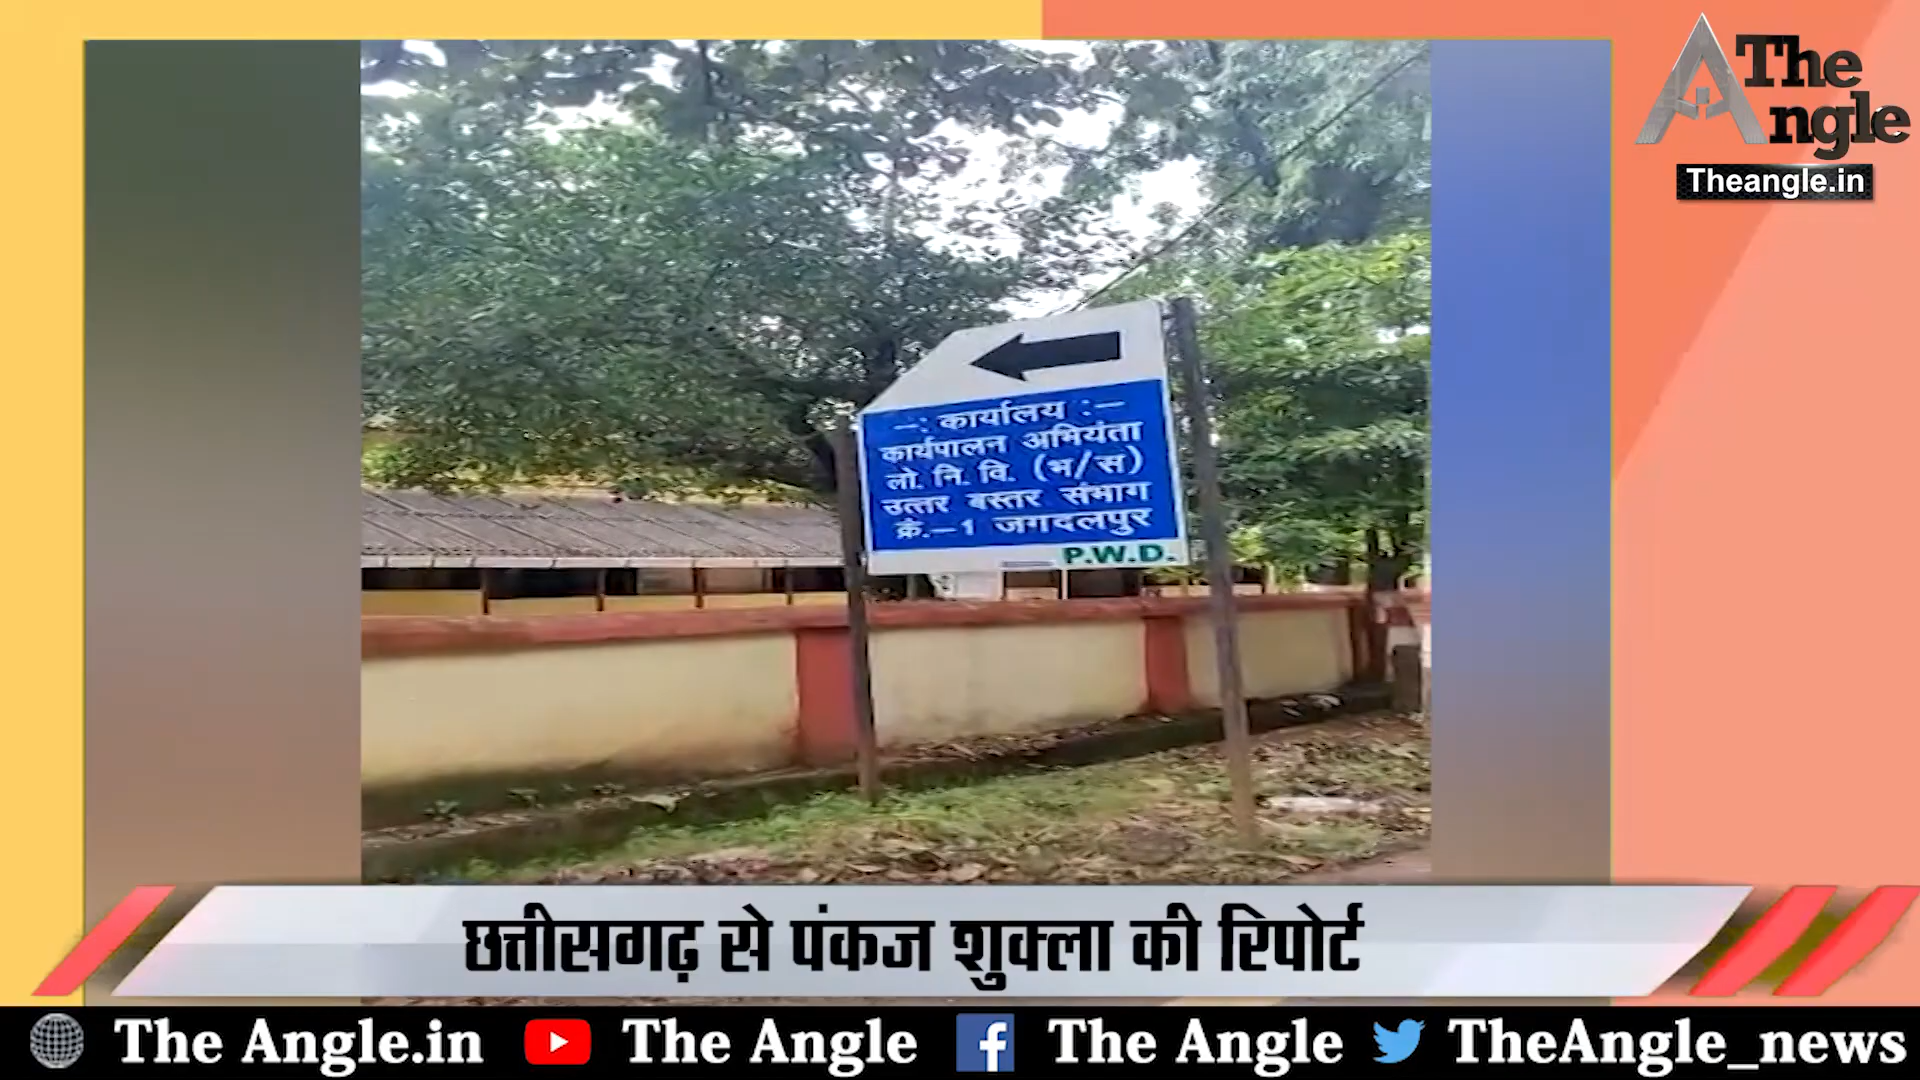 The
Angle
Theangle.in
-: कार्यालय :-
कार्यपालन अभियंता
लो. नि. वि. (भ/स)
उत्तर बस्तर संभाग
क्रं.-1 जगदलपुर
P.W.D.
छत्तीसगढ़ से पंकज शुक्ला की रिपोर्ट
The Angle.in The Angle The Angle TheAngle_news